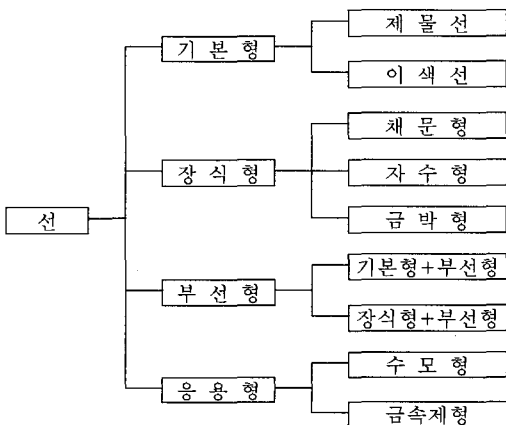 선
기본형
제물선
이색선
장식형
채문형
자수형
금박형
부선형
기본형+부선형
장식형+부선형
응용형
수모형
금속제형